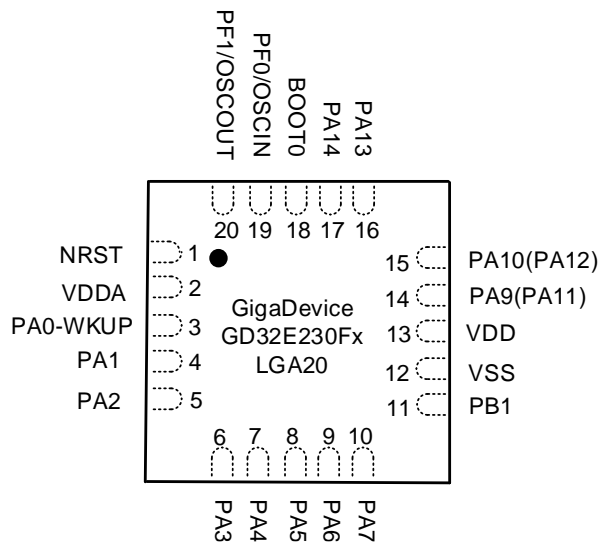 PF1/OSCOUT
PF0/OSCIN
BOOT0
PA14
PA13
20
19
18
17
16
NRST
1
VDDA
2
PA0-WKUP
3
PA1
4
PA2
5
GigaDevice
GD32E230Fx
LGA20
15
PA10(PA12)
14
PA9(PA11)
13
VDD
12
VSS
11
PB1
6
7
8
9
10
PA3
PA4
PA5
PA6
PA7